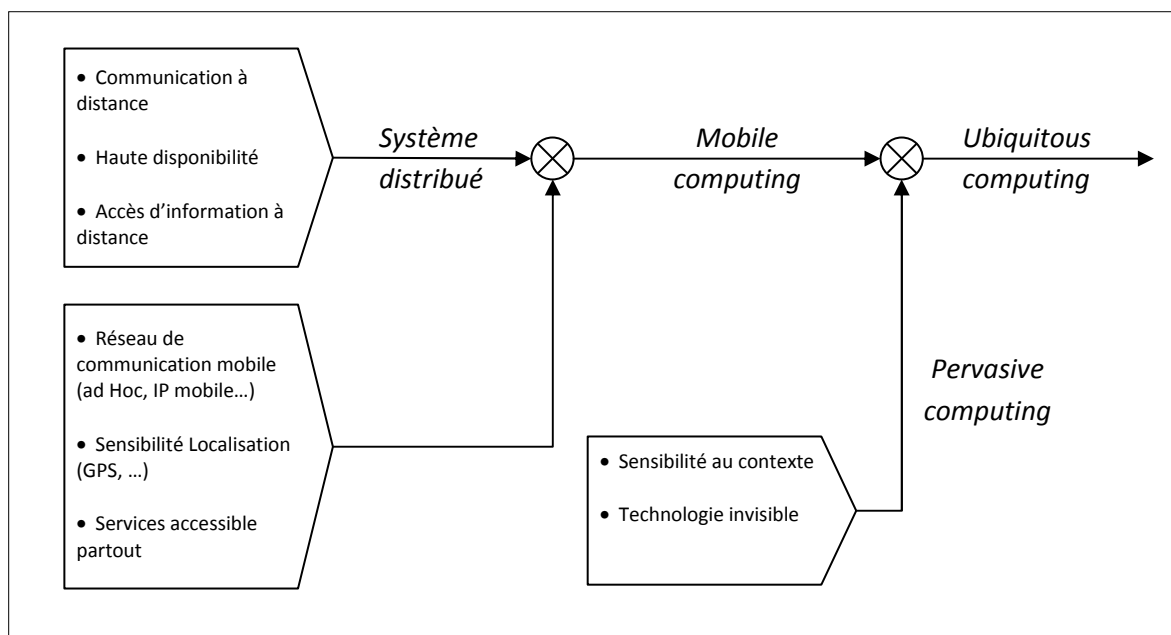 • Communication à
distance
• Haute disponibilité
• Accès d’information à
distance
Système
distribué
Mobile
computing
Ubiquitous
computing
• Réseau de
communication mobile
(ad Hoc, IP mobile…)
• Sensibilité Localisation
(GPS, …)
• Services accessible
partout
Pervasive
computing
• Sensibilité au contexte
• Technologie invisible